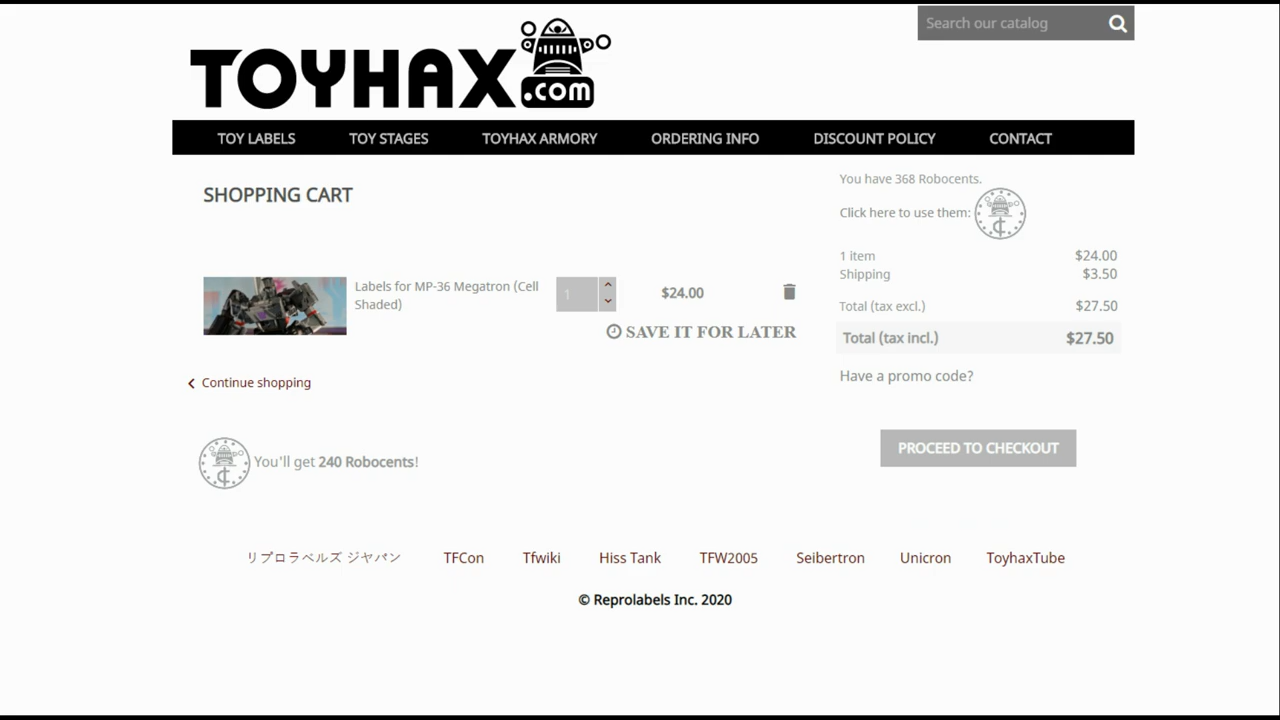 Search our catalog
TOYHAX
.com
TOY LABELS TOY STAGES TOYHAX ARMORY ORDERING INFO DISCOUNT POLICY CONTACT
SHOPPING CART
You have 368 Robocents.
Click here to use them:
1 item $24.00
Shipping $3.50
Total (tax excl.) $27.50
Total (tax incl.) $27.50
Have a promo code?
PROCEED TO CHECKOUT
Labels for MP-36 Megatron (Cell
Shaded)
1
$24.00
SAVE IT FOR LATER
Continue shopping
You'll get 240 Robocents!
リプロラベルズ ジャパン TFCon Tfwiki Hiss Tank TFW2005 Seibertron Unicron ToyhaxTube
© Reprolabels Inc. 2020